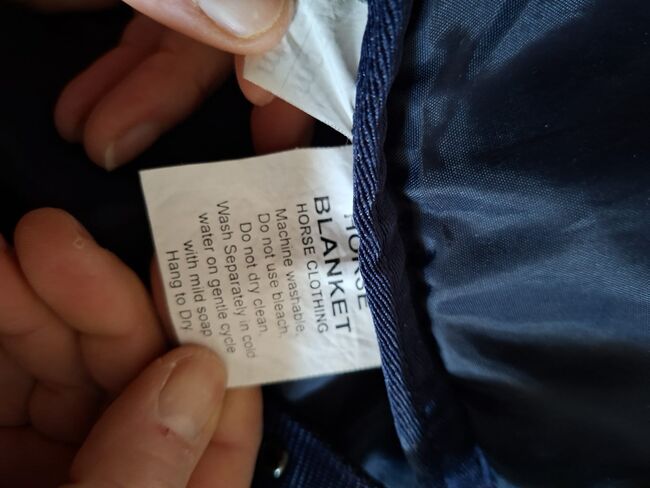 HORSE
BLANKET
HORSE CLOTHING
Machine washable,
Do not use bleach,
Do not dry clean,
Wash Separately in cold
water on gentle cycle
with mild soap
Hang to Dry